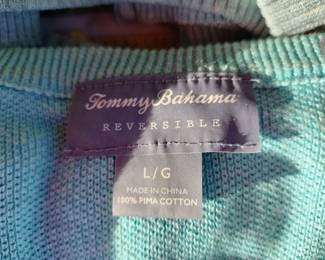 Tommy Bahama
REVERSIBLE
L/G
MADE IN CHINA
100% PIMA COTTON